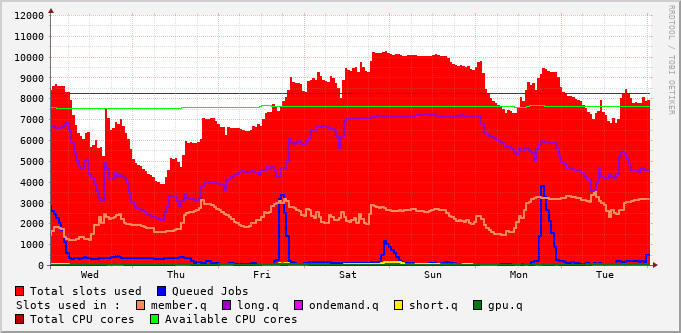 RRDTOOL / TOBI OETIKER
12000
11000
10000
9000
8000
7000
6000
5000
4000
3000
2000
1000
0
Wed Thu Fri Sat Sun Mon Tue
Total slots used Queued Jobs
Slots used in : member.q long.q ondemand.q short.q gpu.q
Total CPU cores Available CPU cores